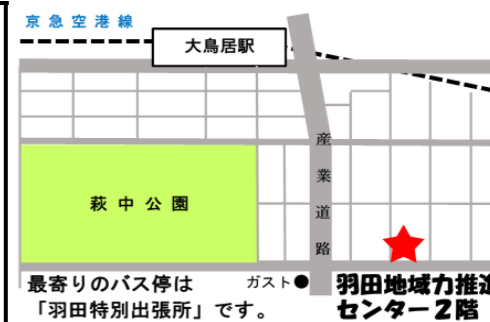 京急空港線
大鳥居駅
産業道路
萩中公園
最寄りのバス停は
「羽田特別出張所」です。
ガスト
羽田地域力推進
センター2階